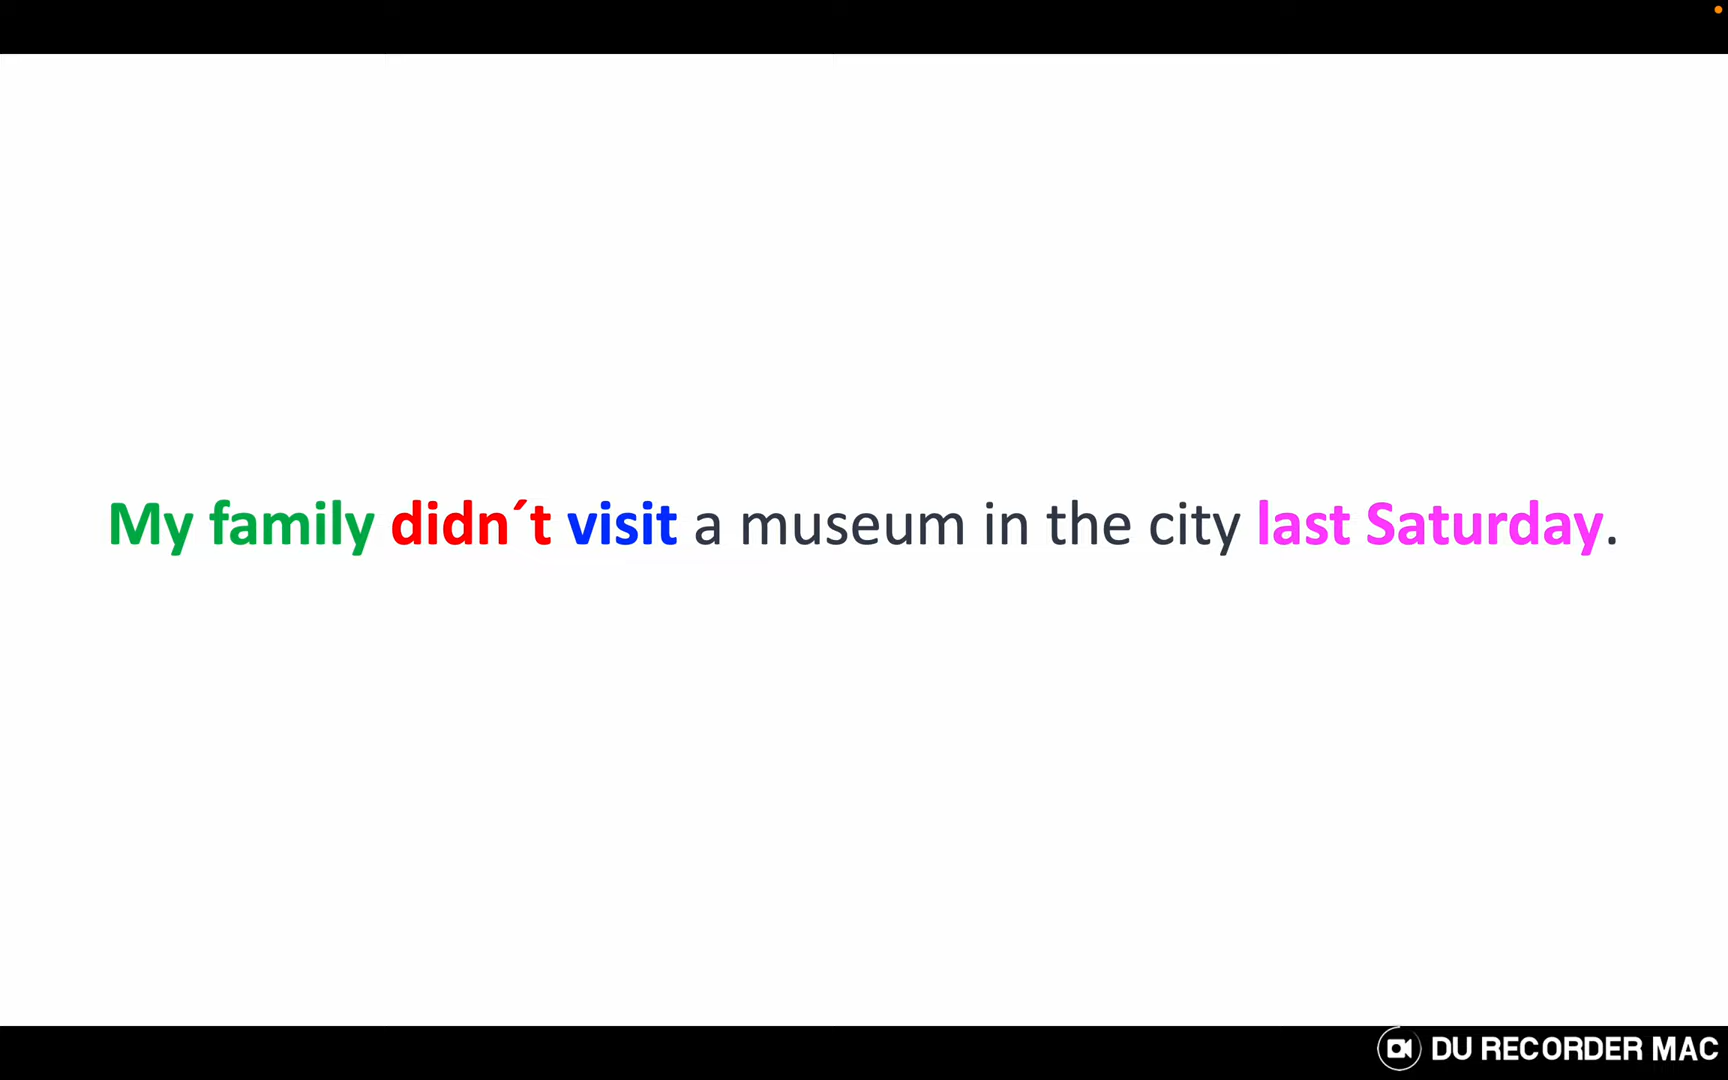 My family didn´t visit a museum in the city last Saturday.
DU RECORDER MAC